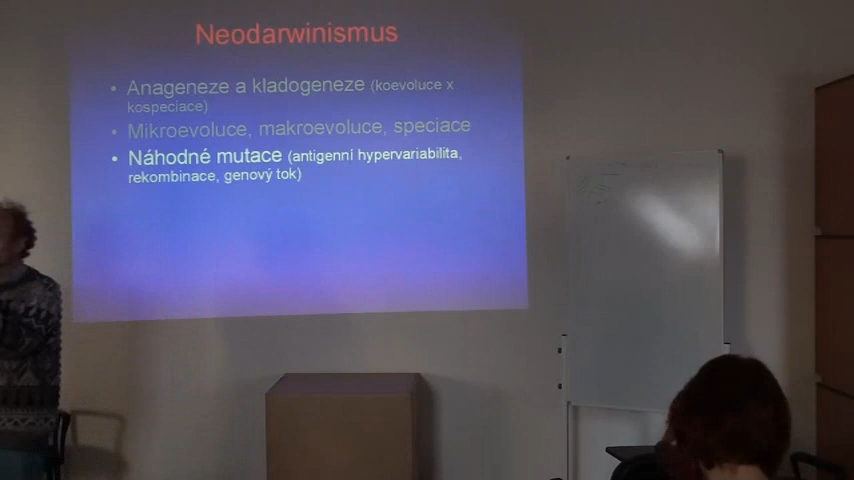 Neodarwinismus
• Anageneze a kladogeneze (koevoluce x
kospeciace)
• Mikroevoluce, makroevoluce, speciace
• Náhodné mutace (antigenní hypervariabilita,
rekombinace, genový tok)